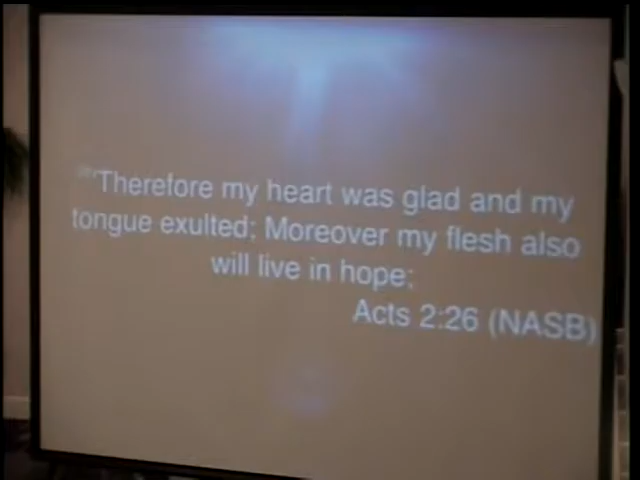 "'Therefore my heart was glad and my
tongue exulted; Moreover my flesh also
will live in hope;
Acts 2:26 (NASB)